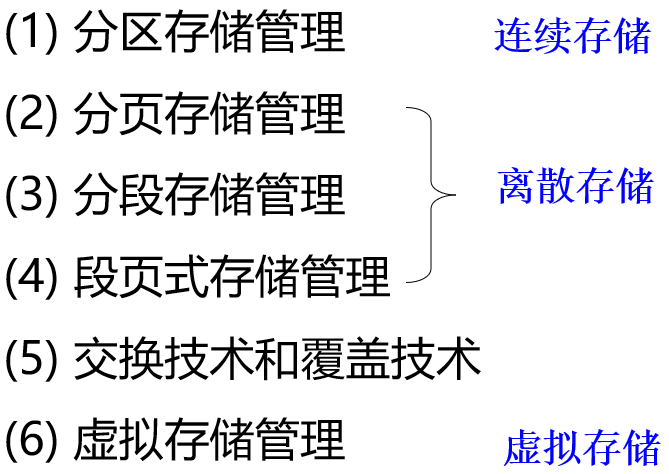 (1) 分区存储管理 连续存储
(2) 分页存储管理
(3) 分段存储管理 离散存储
(4) 段页式存储管理
(5) 交换技术和覆盖技术
(6) 虚拟存储管理 虚拟存储